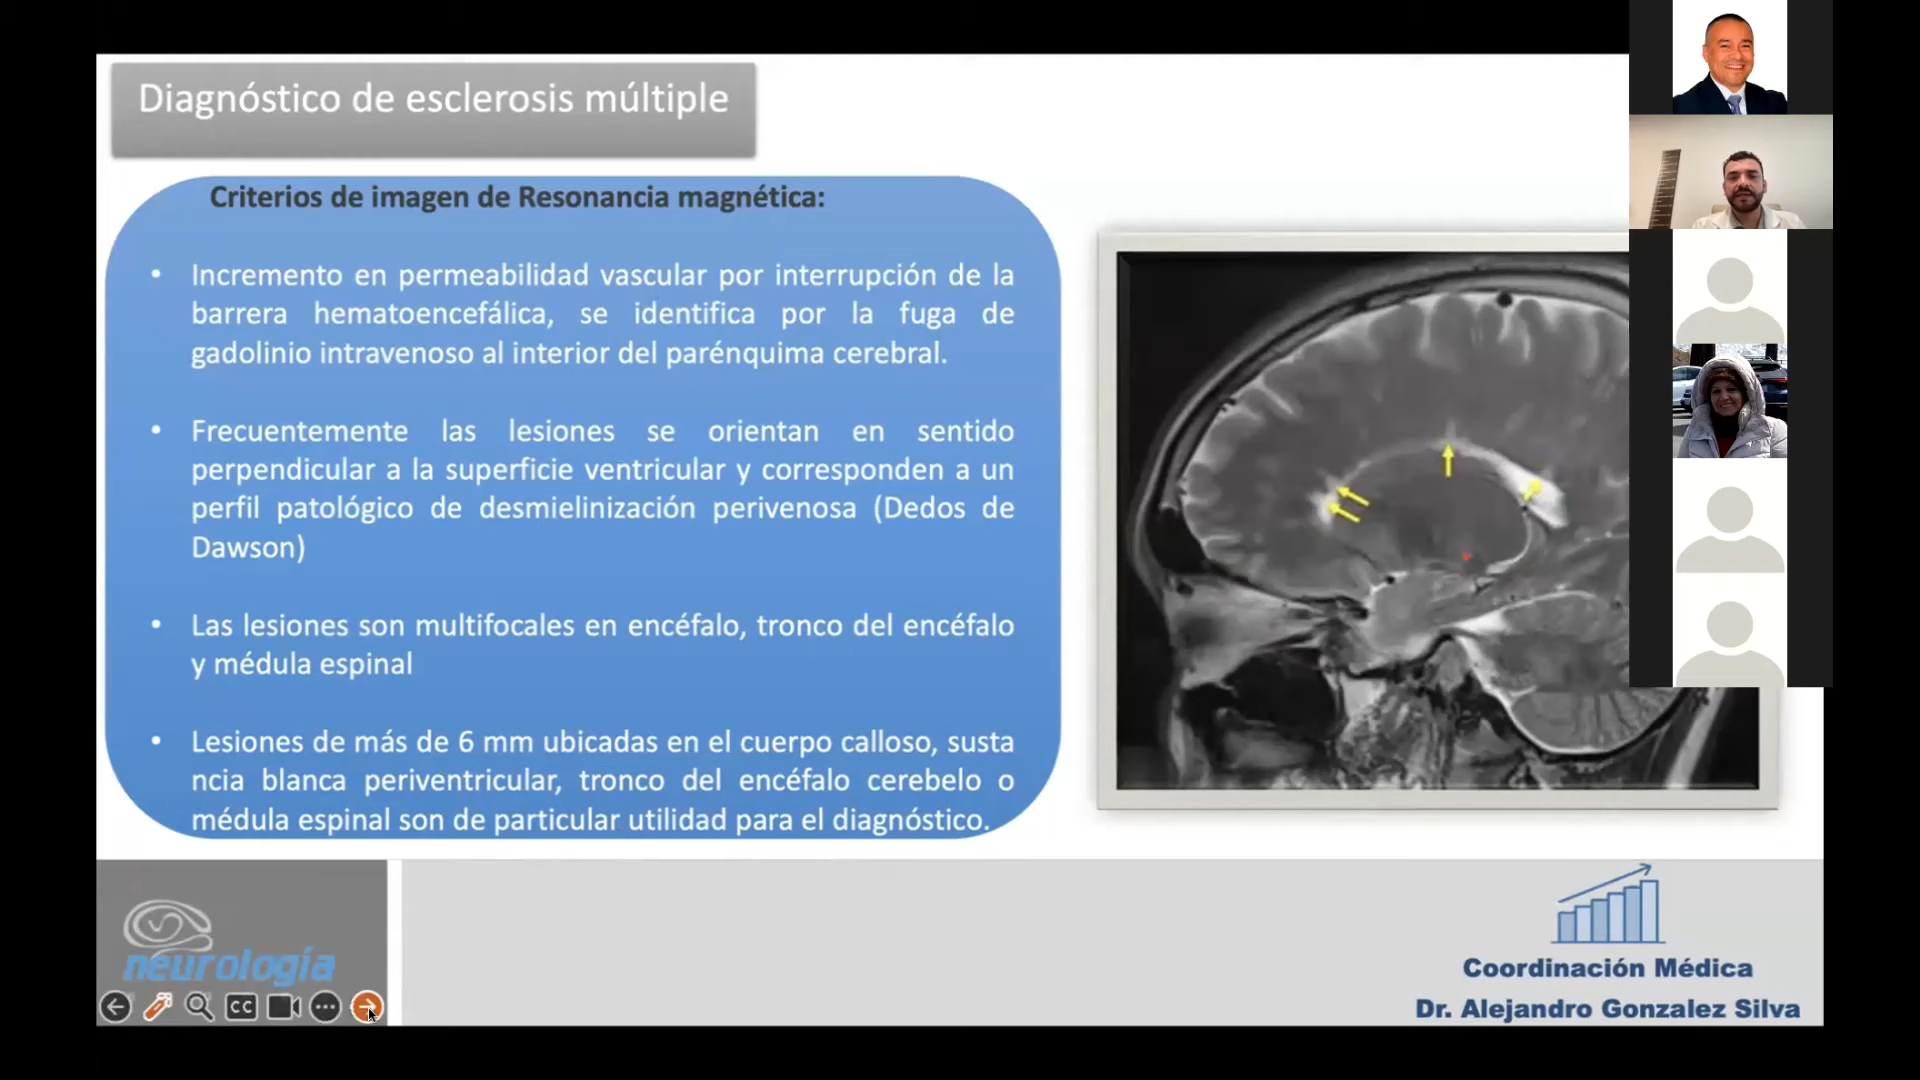 Diagnóstico de esclerosis múltiple
Criterios de imagen de Resonancia magnética:
• Incremento en permeabilidad vascular por interrupción de la
barrera hematoencefálica, se identifica por la fuga de
gadolinio intravenoso al interior del parénquima cerebral.
• Frecuentemente las lesiones se orientan en sentido
perpendicular a la superficie ventricular y corresponden a un
perfil patológico de desmielinización perivenosa (Dedos de
Dawson)
• Las lesiones son multifocales en encéfalo, tronco del encéfalo
y médula espinal
• Lesiones de más de 6 mm ubicadas en el cuerpo calloso, susta
ncia blanca periventricular, tronco del encéfalo cerebelo o
médula espinal son de particular utilidad para el diagnóstico.
neurología
CC
Coordinación Médica
Dr. Alejandro Gonzalez Silva